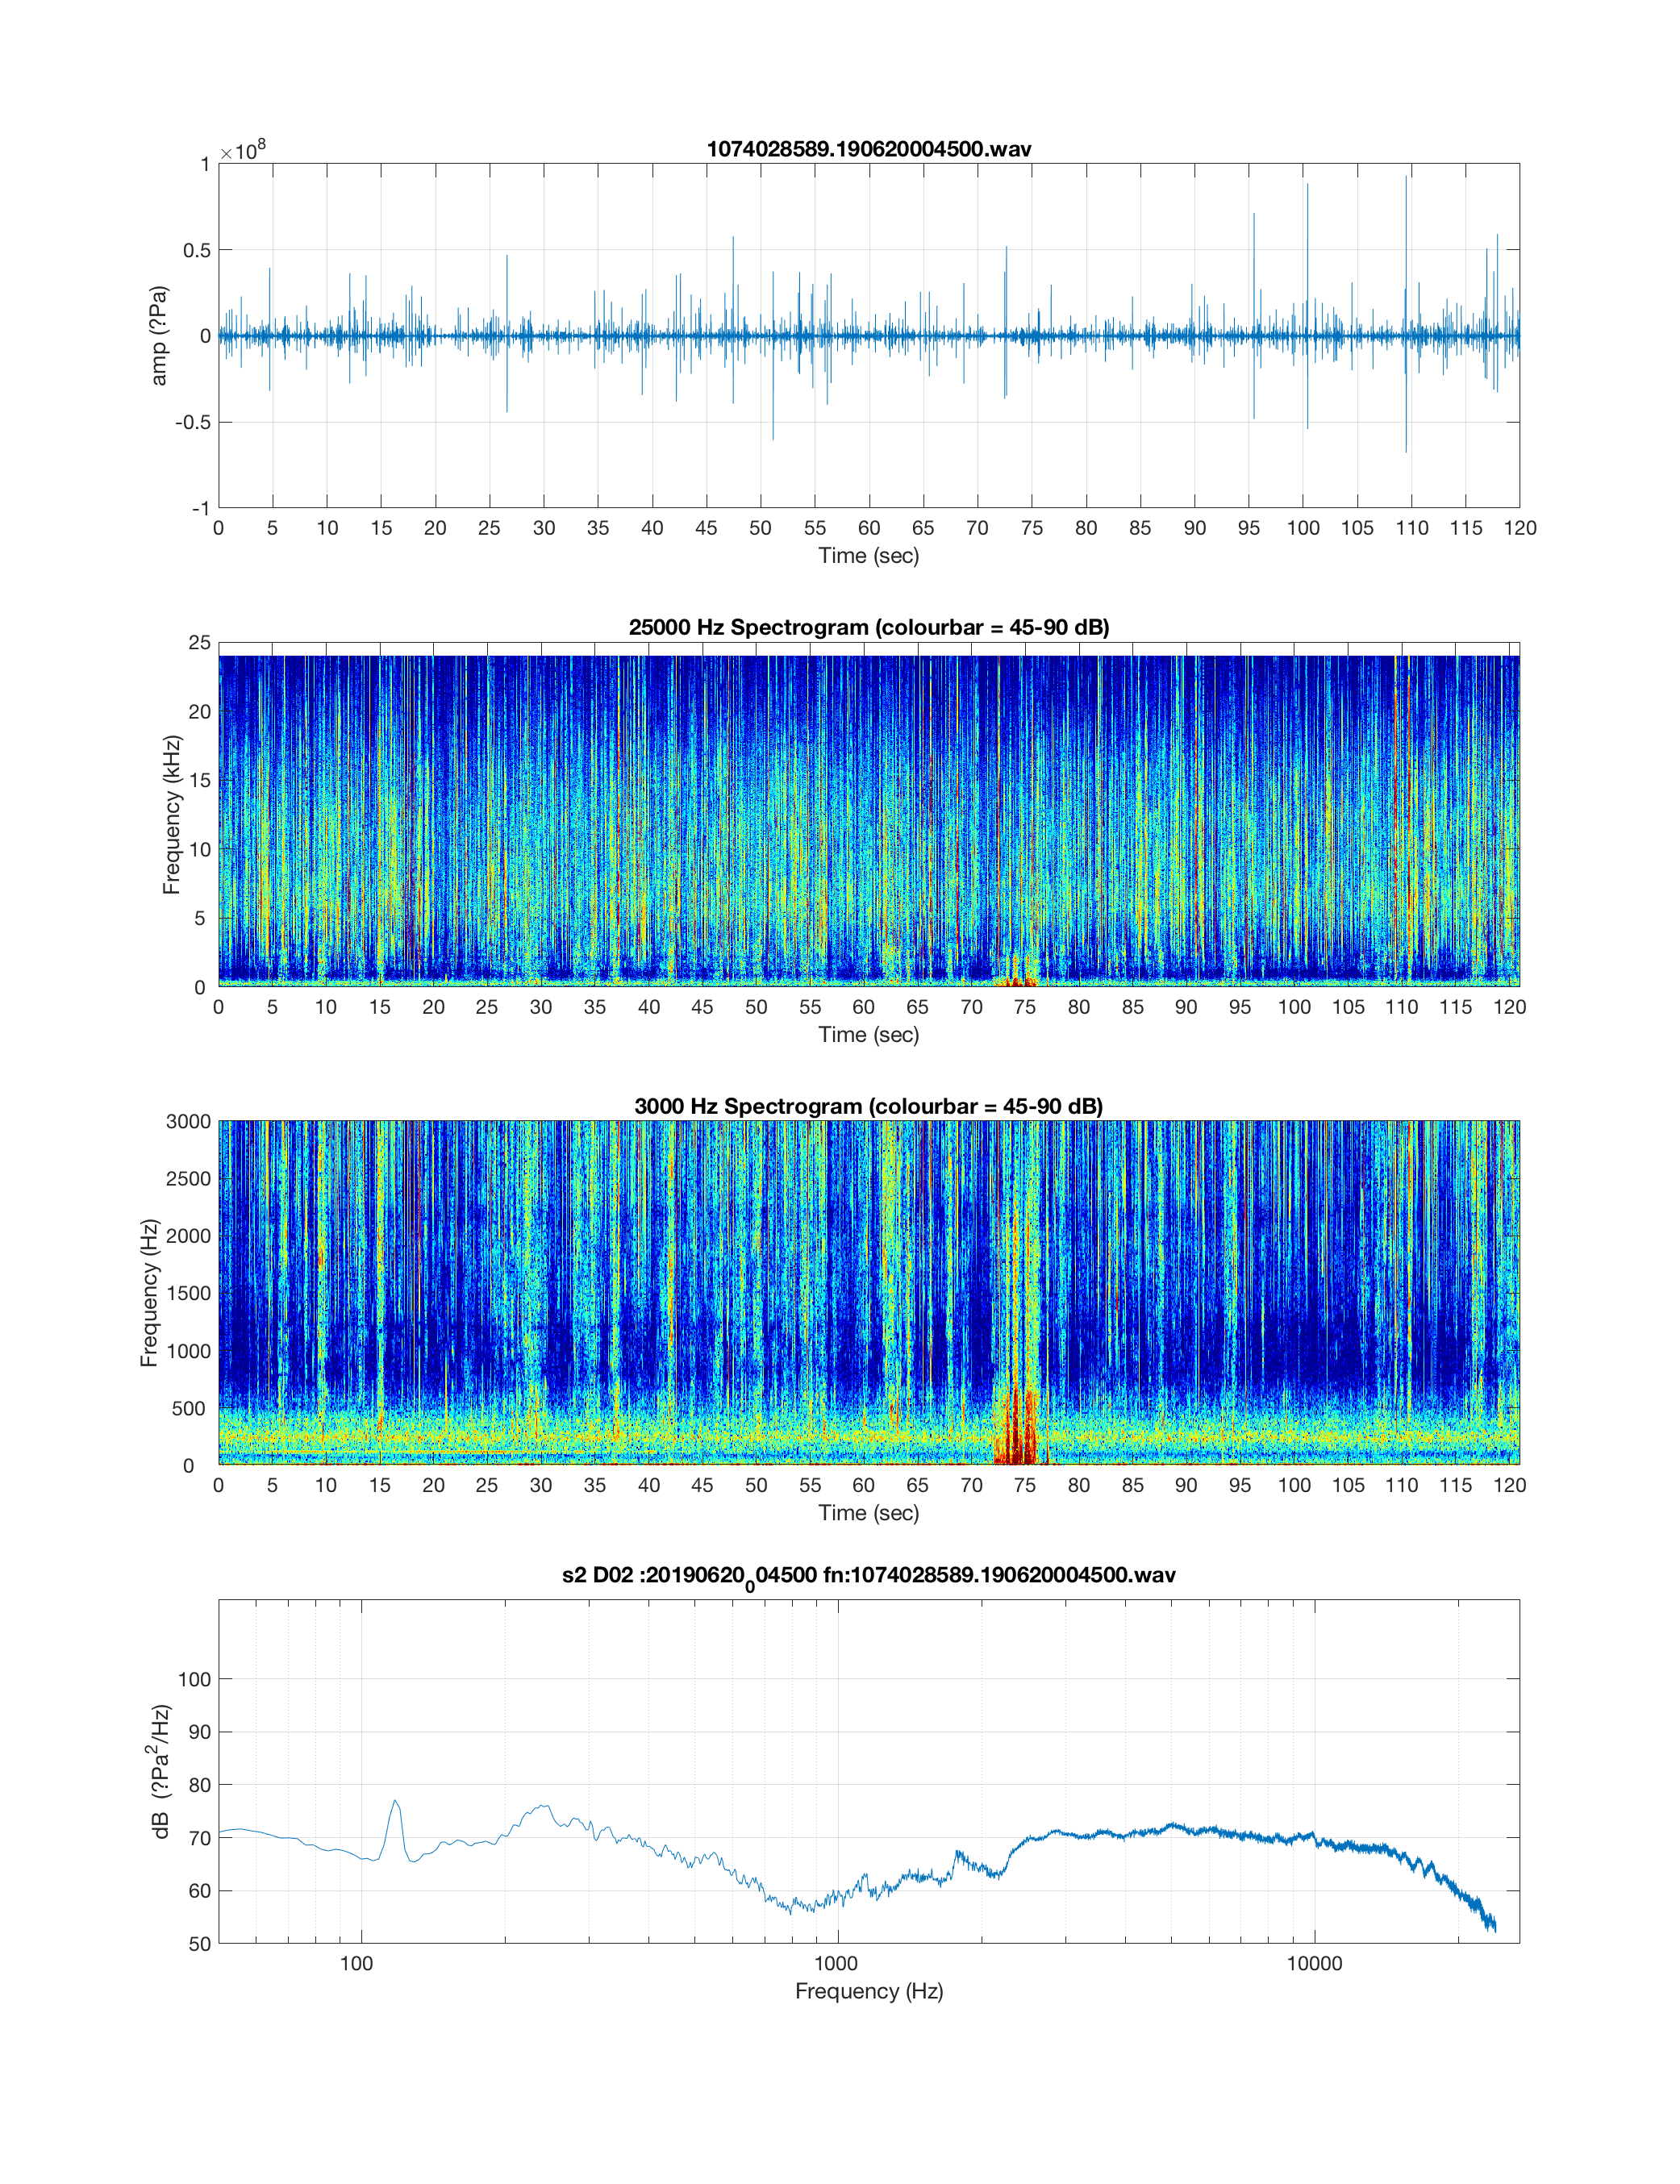 1074028589.190620004500.wav
×10⁸
1
0.5
0
-0.5
-1
amp (?Pa)
0 5 10 15 20 25 30 35 40 45 50 55 60 65 70 75 80 85 90 95 100 105 110 115 120
Time (sec)
25000 Hz Spectrogram (colourbar = 45-90 dB)
25
20
15
10
5
0
Frequency (kHz)
0 5 10 15 20 25 30 35 40 45 50 55 60 65 70 75 80 85 90 95 100 105 110 115 120
Time (sec)
3000 Hz Spectrogram (colourbar = 45-90 dB)
3000
2500
2000
1500
1000
500
0
Frequency (Hz)
0 5 10 15 20 25 30 35 40 45 50 55 60 65 70 75 80 85 90 95 100 105 110 115 120
Time (sec)
s2 D02 :20190620₀04500 fn:1074028589.190620004500.wav
100
90
80
70
60
50
dB (?Pa²/Hz)
100 1000 10000
Frequency (Hz)